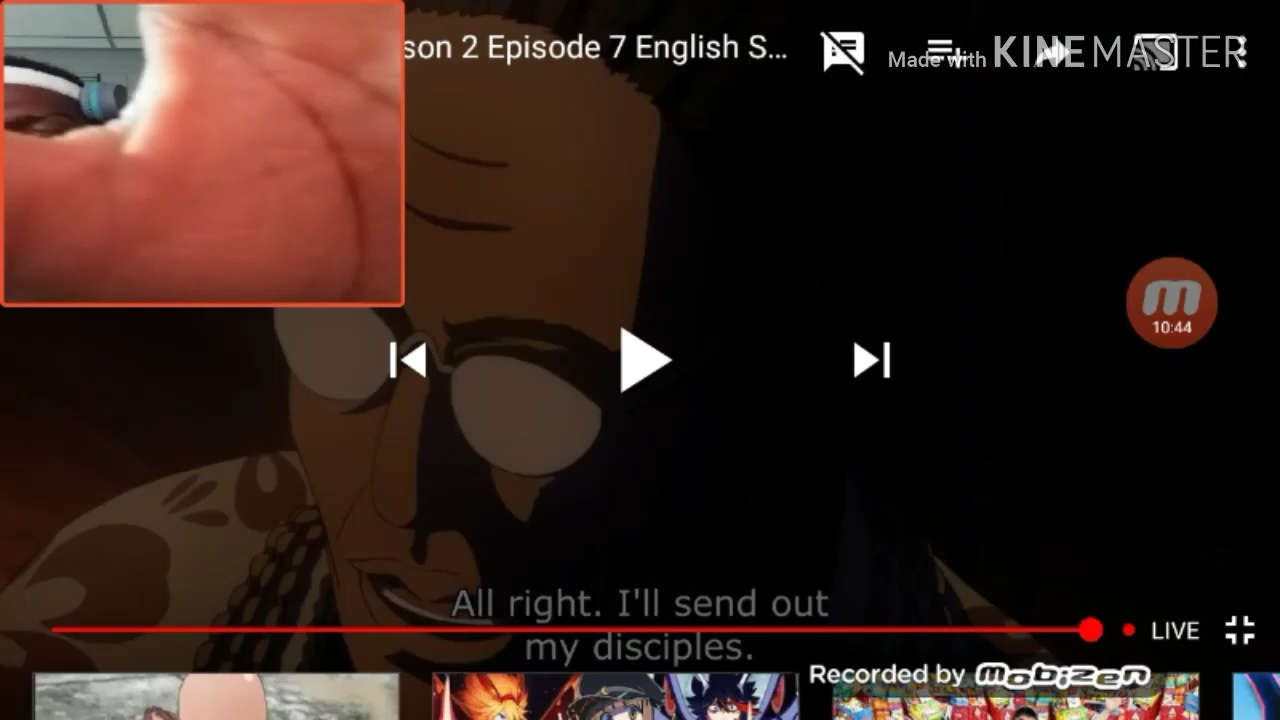 son 2 Episode 7 English S...
Made with KINEMASTER
10:44
All right. I'll send out
my disciples.
LIVE
Recorded by mobizen